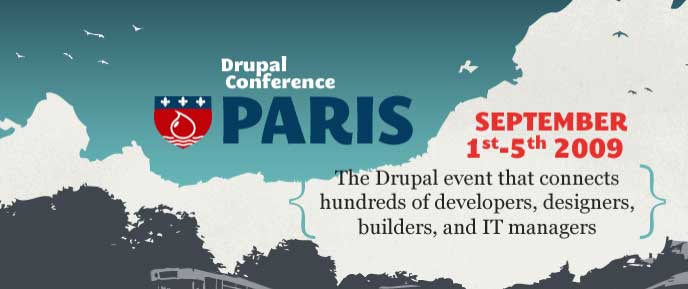 Drupal
Conference
PARIS
SEPTEMBER
1st-5th 2009
The Drupal event that connects
hundreds of developers, designers,
builders, and IT managers